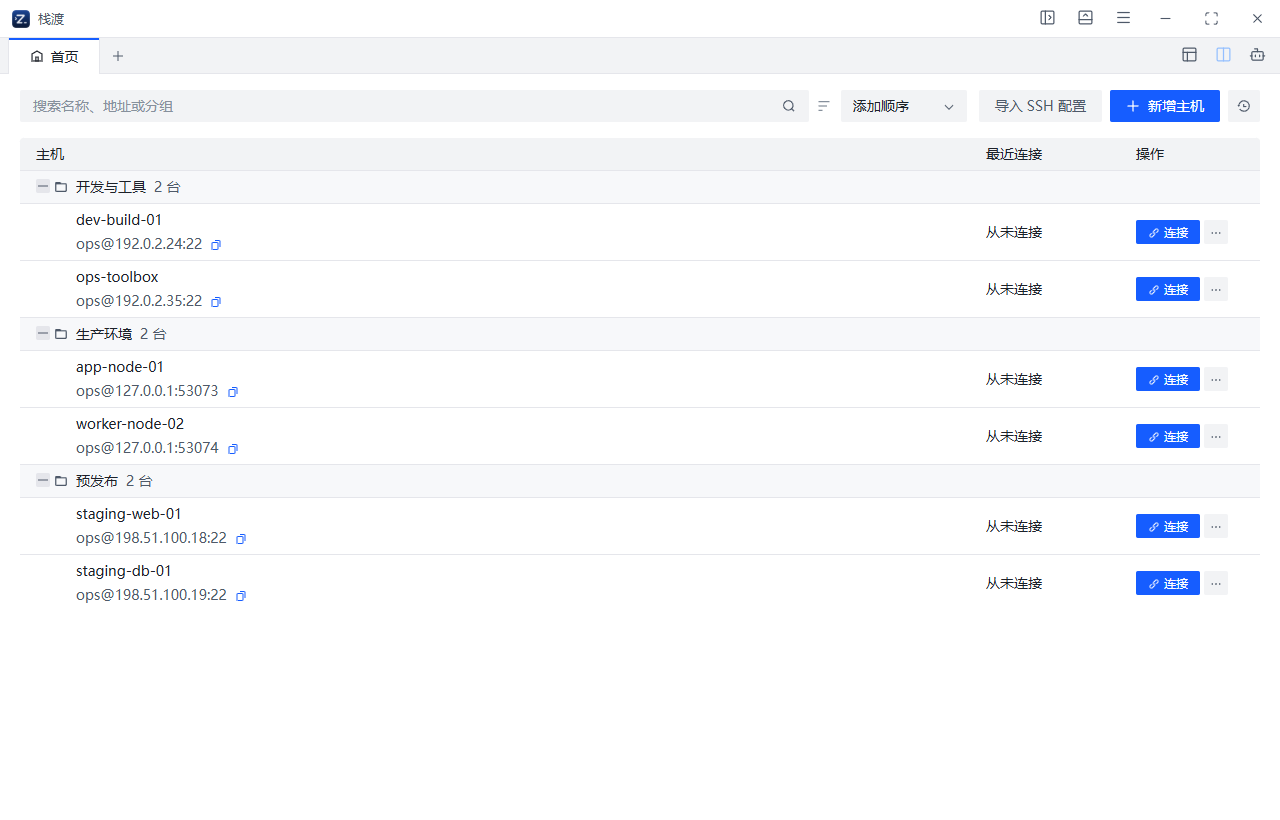 栈渡
首页
搜索名称、地址或分组
添加顺序
导入 SSH 配置
新增主机
主机 最近连接 操作
开发与工具 2 台
dev-build-01
ops@192.0.2.24:22
从未连接 连接 ...
ops-toolbox
ops@192.0.2.35:22
从未连接 连接 ...
生产环境 2 台
app-node-01
ops@127.0.0.1:53073
从未连接 连接 ...
worker-node-02
ops@127.0.0.1:53074
从未连接 连接 ...
预发布 2 台
staging-web-01
ops@198.51.100.18:22
从未连接 连接 ...
staging-db-01
ops@198.51.100.19:22
从未连接 连接 ...